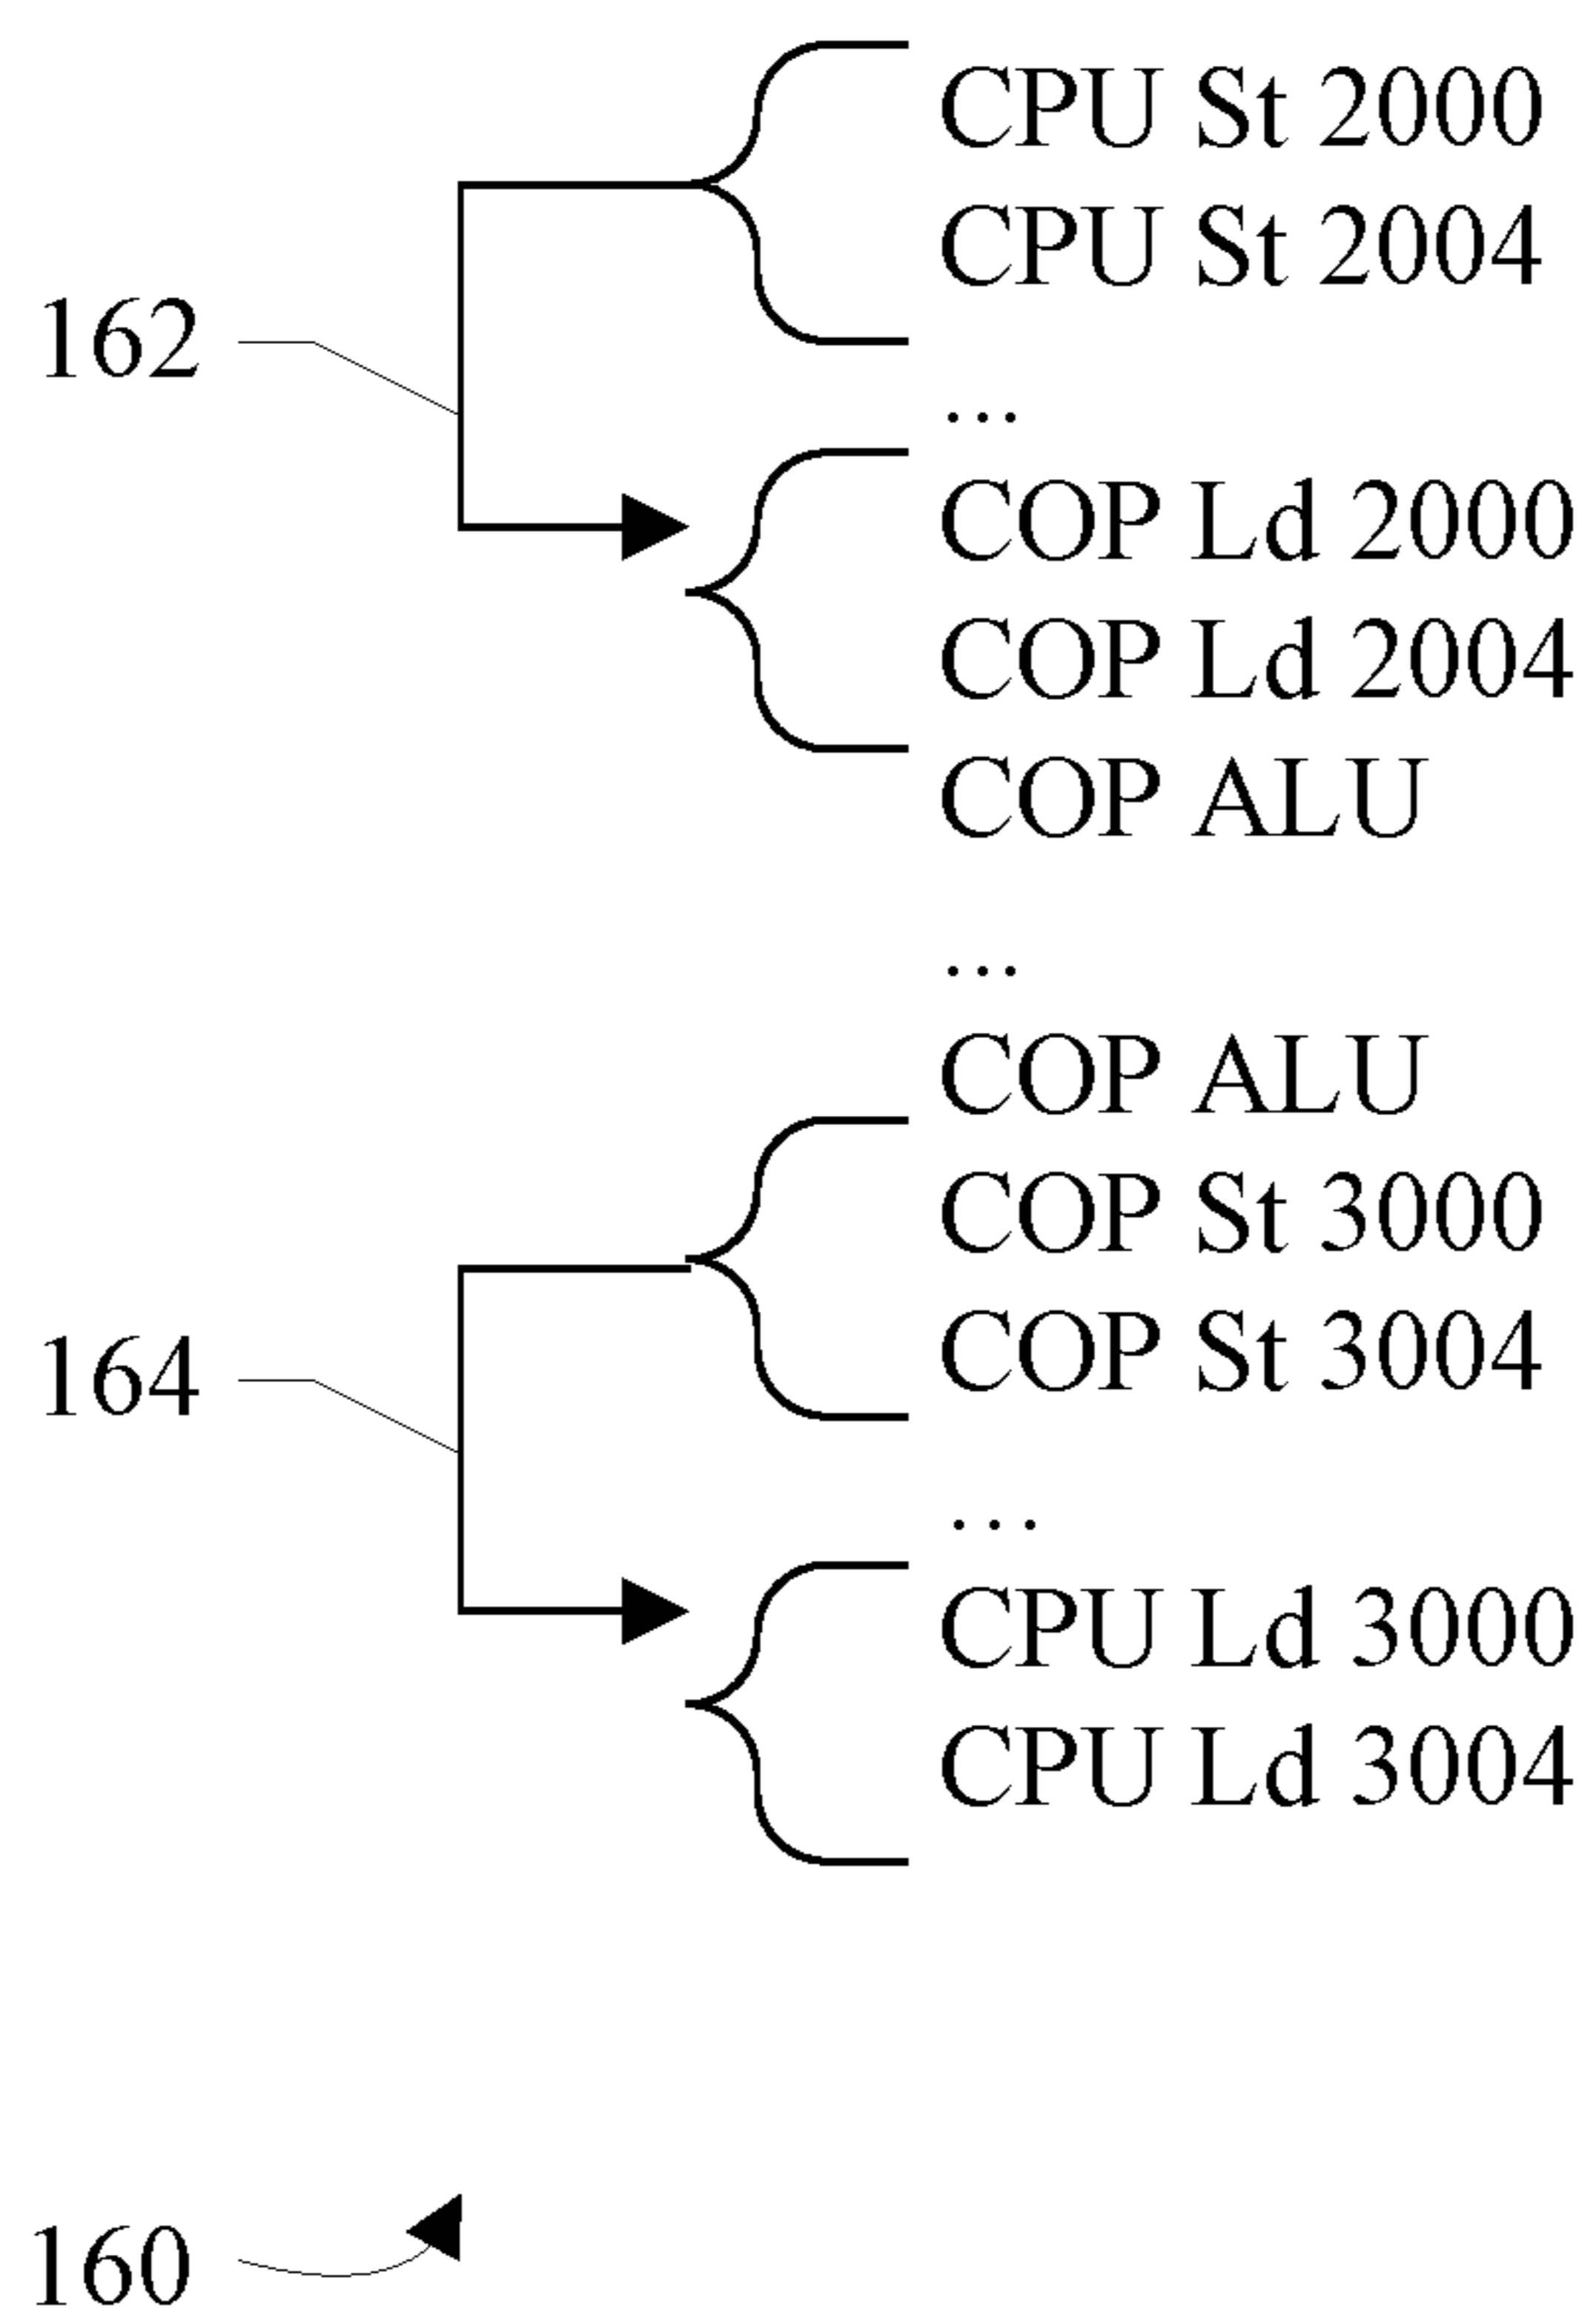 CPU St 2000
CPU St 2004
162
...
COP Ld 2000
COP Ld 2004
COP ALU
...
COP ALU
COP St 3000
COP St 3004
164
...
CPU Ld 3000
CPU Ld 3004
160